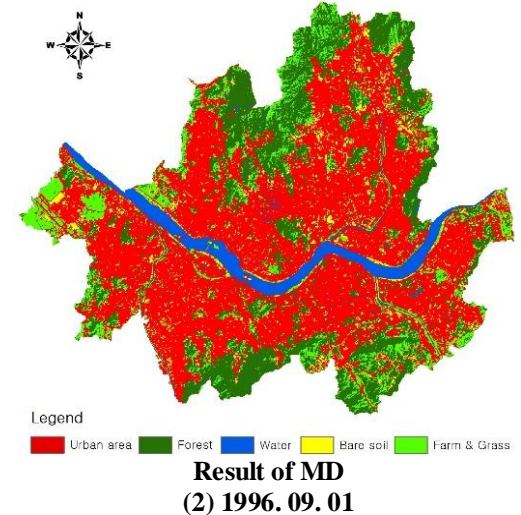 N
W E
S
Legend
Urban area Forest Water Bare soil Farm & Grass
Result of MD
(2) 1996. 09. 01